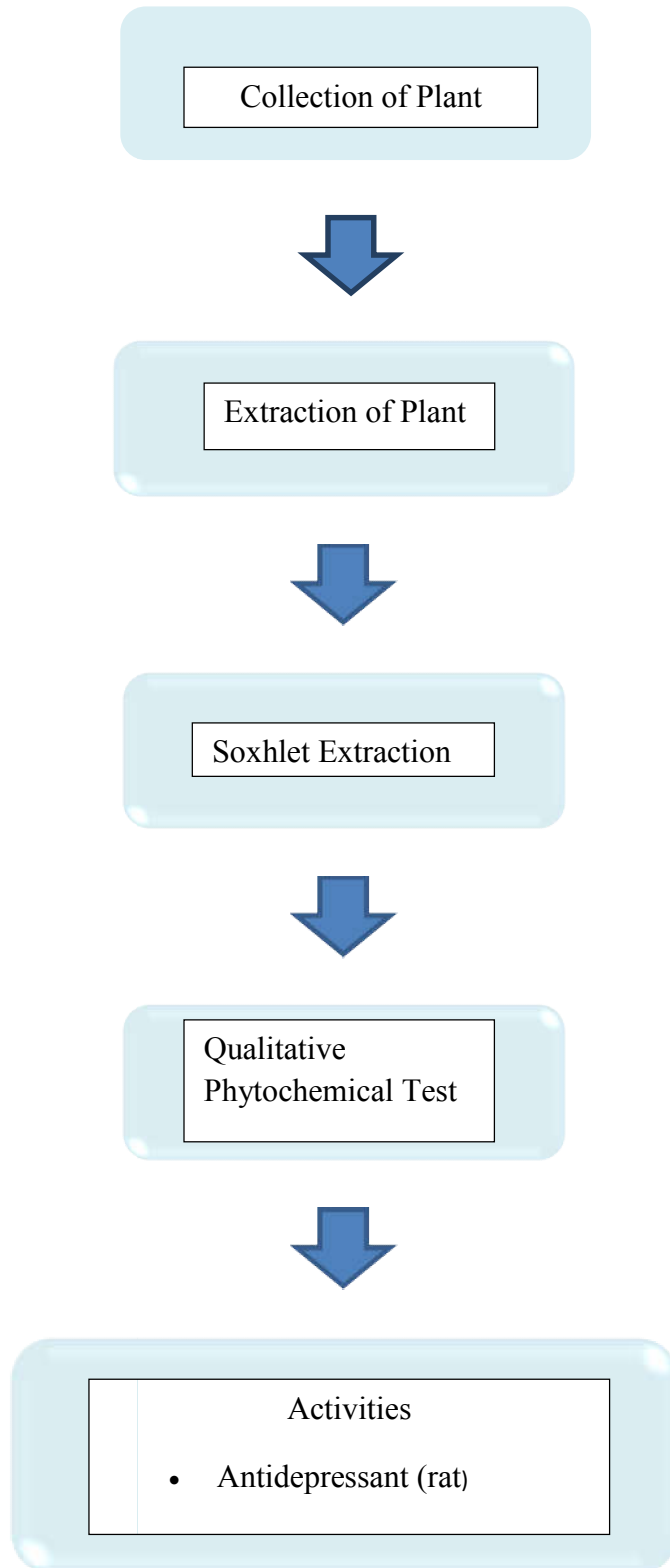 Collection of Plant
Extraction of Plant
Soxhlet Extraction
Qualitative
Phytochemical Test
Activities
• Antidepressant (rat)